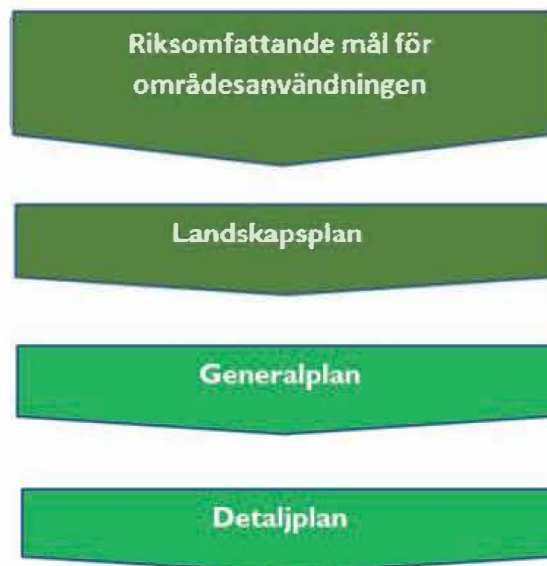 Riksomfattande mål för
områdesanvändningen
Landskapsplan
Generalplan
Detaljplan